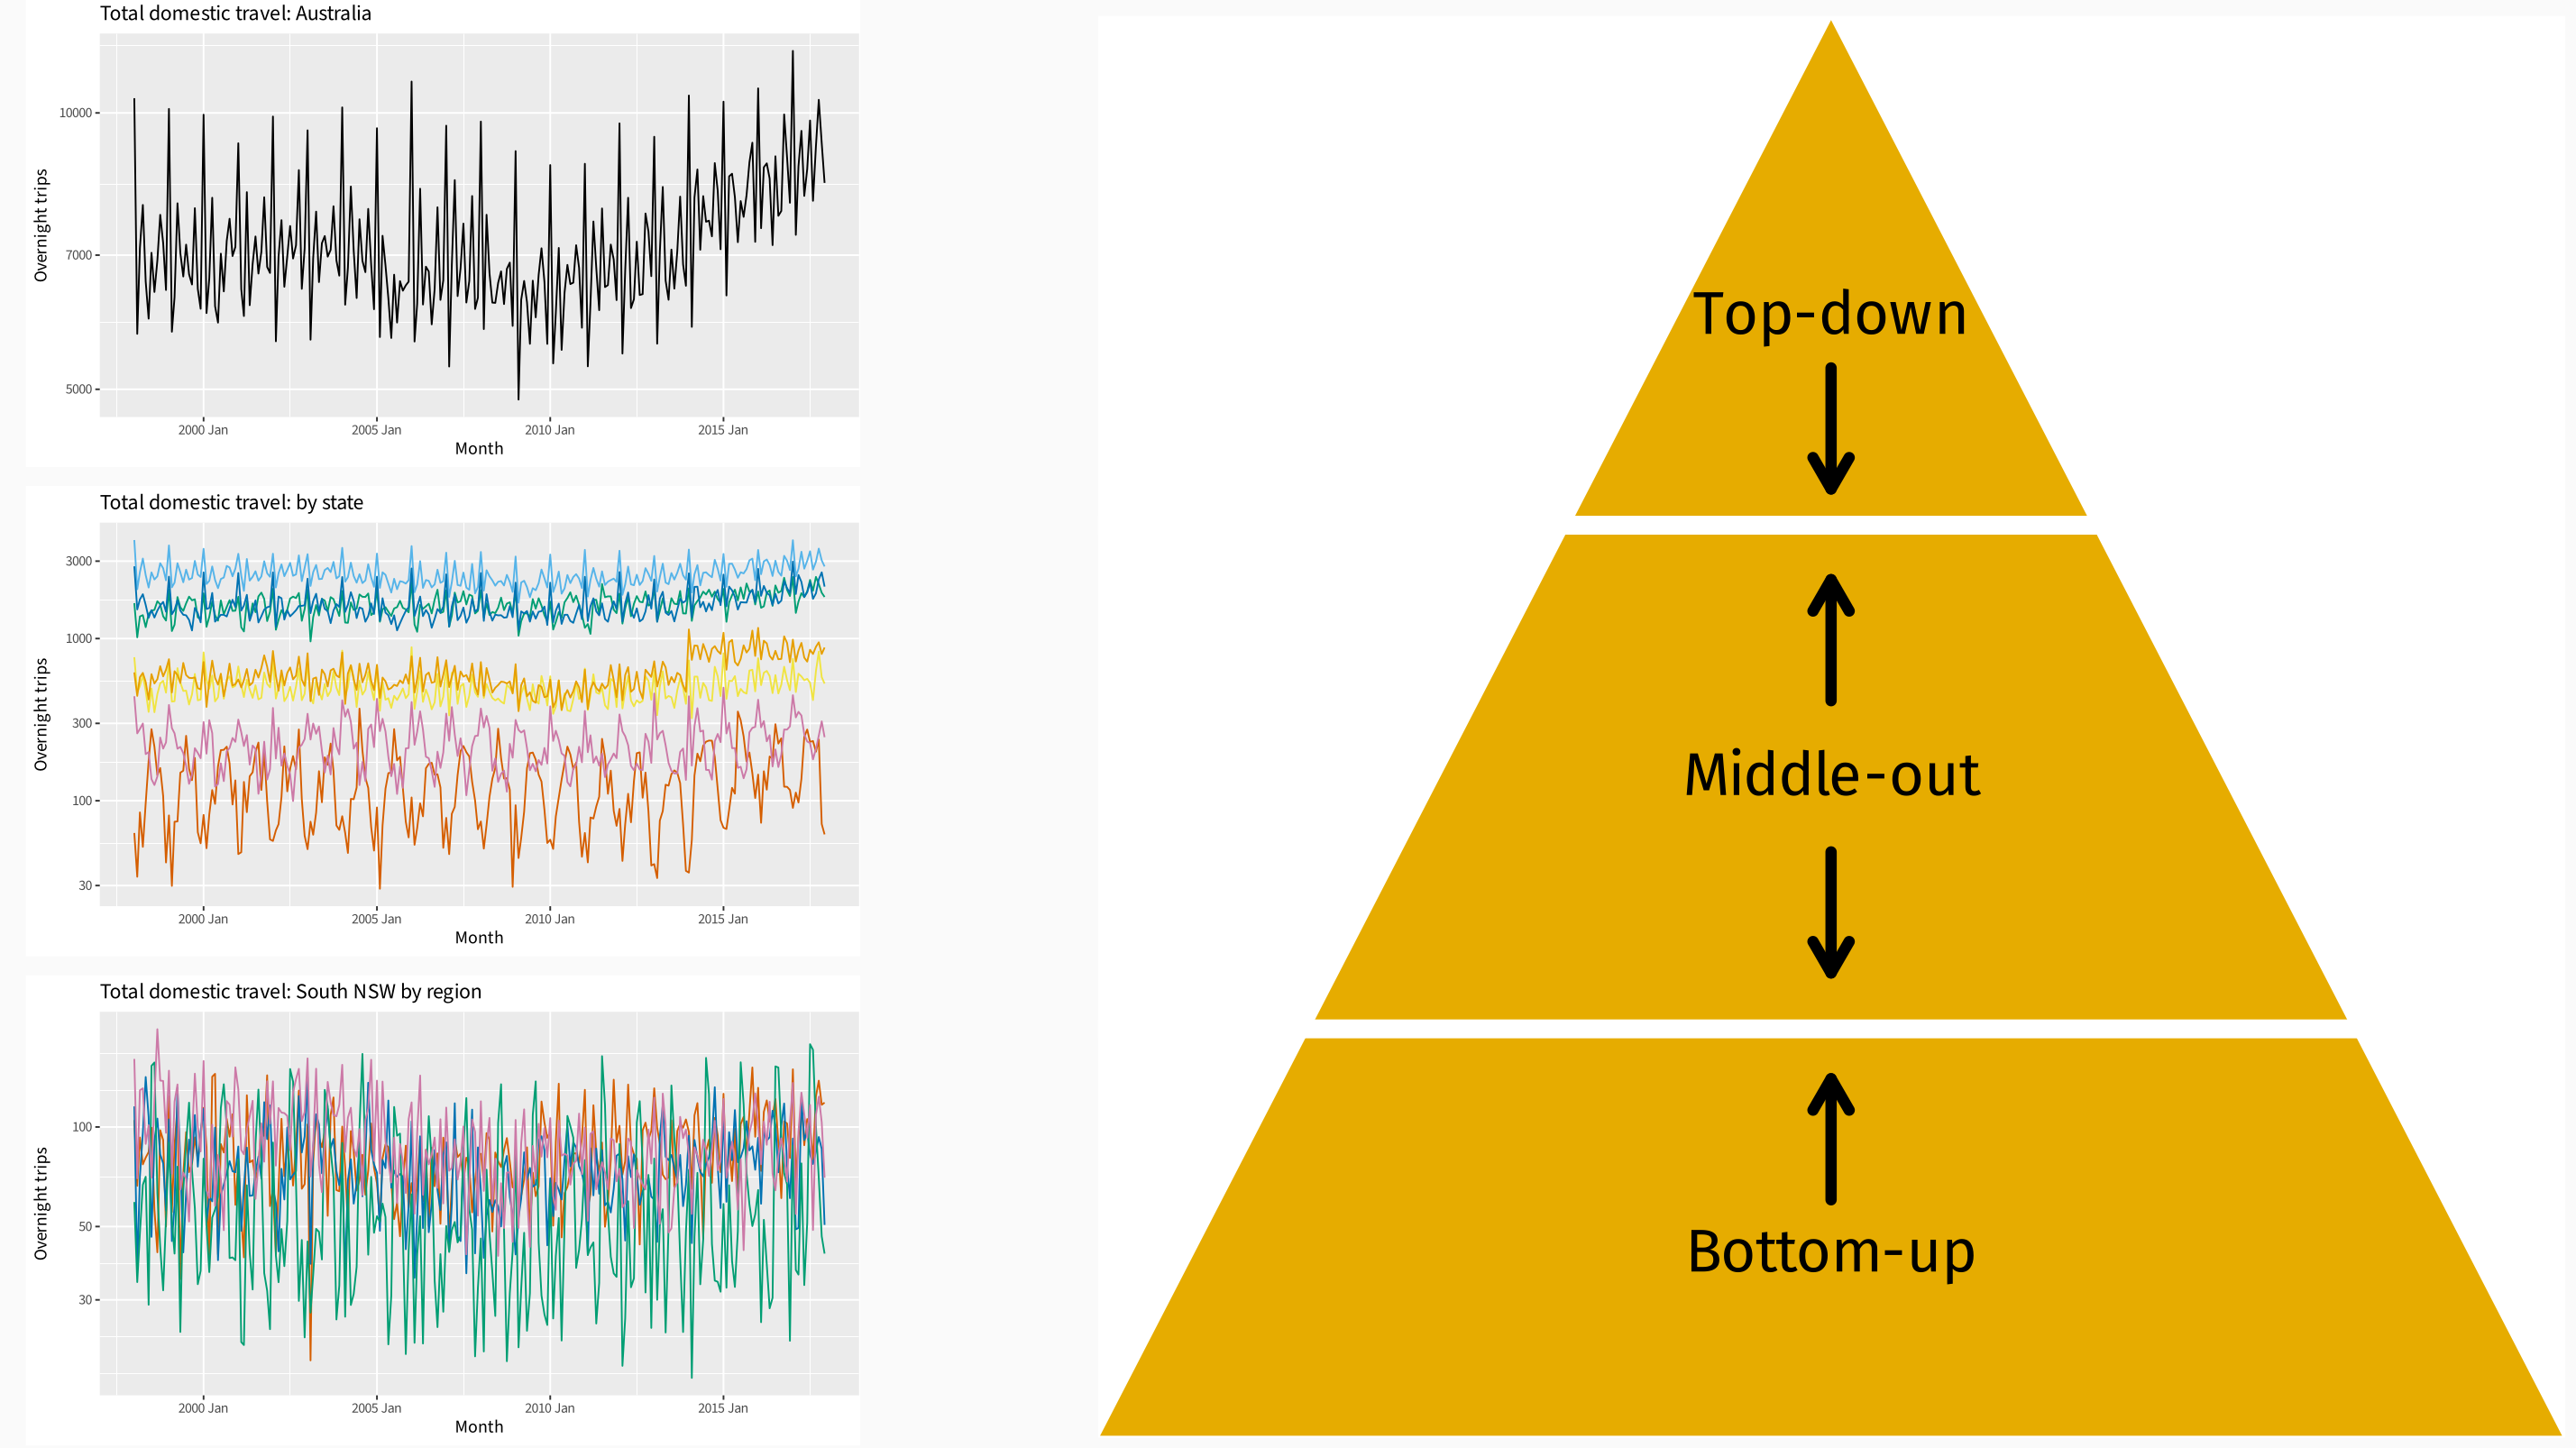 Total domestic travel: Australia
Overnight trips
10000
7000
5000
2000 Jan 2005 Jan 2010 Jan 2015 Jan
Month
Total domestic travel: by state
Overnight trips
3000
1000
300
100
30
2000 Jan 2005 Jan 2010 Jan 2015 Jan
Month
Total domestic travel: South NSW by region
Overnight trips
100
50
30
2000 Jan 2005 Jan 2010 Jan 2015 Jan
Month
Top-down
Middle-out
Bottom-up